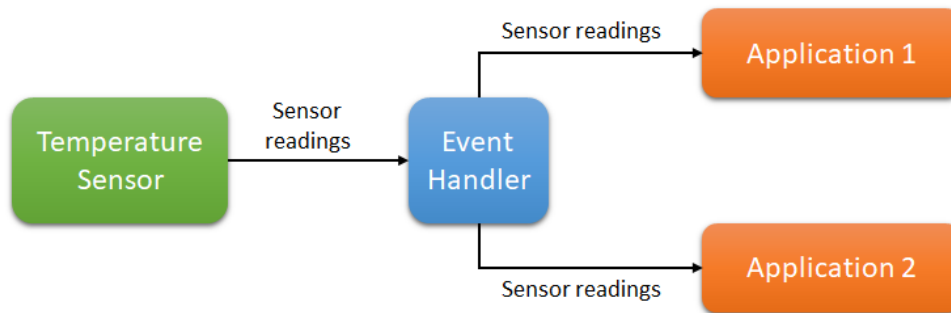 Sensor readings
Application 1
Sensor
readings
Temperature
Sensor
Event
Handler
Application 2
Sensor readings